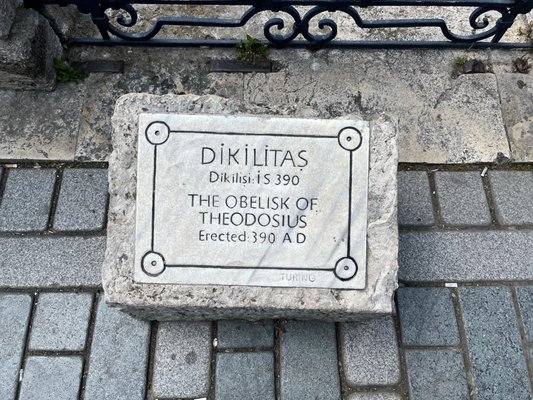 DİKİLİTAŞ
Dikilişi: İS 390
THE OBELISK OF
THEODOSIUS
Erected: 390 AD
TURING